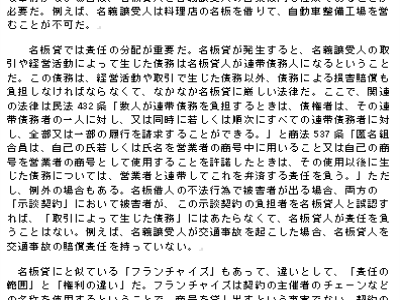 必要だ。例えば、名義譲受人は料理店の名板を借りて、自動車整備工場を営
むことが不可だ。
名板貸では責任の分配が重要だ。名板貸が発生すると、名義譲受人の取
引や経営活動によって生じた債務は名板貸人が連帯債務人になるというこ
とだ。この債務は、経営活動や取引で生じた債務以外、債務による損害賠償も
負担しなければならなくて、なかなか名板貸に厳しい法律だ。ここで、関連
の法律は民法 432 条「数人が連帯債務を負担するときは、債権者は、その連
帯債務者の一人に対し、又は同時に若しくは順次にすべての連帯債務者に対
し、全部又は一部の履行を請求することができる。」と商法 537 条「匿名組
合員は、自己の氏若しくは氏名を営業者の商号中に用いること又は自己の商
号を営業者の商号として使用することを許諾したときは、その使用以後に生
じた債務については、営業者と連帯してこれを弁済する責任を負う。」ただ
し、例外の場合もある。名板借人の不法行為で被害者が出る場合、両方の
「示談契約」において被害者が、この示談契約の負担者を名板貸人と誤認す
れば、「取引によって生じた債務」にはあたらなくて、名板貸人が責任を負
うことはない。例えば、名義譲受人が交通事故を起こした場合、名板貸人を
交通事故の賠償責任を持っていない。
名板貸とに似ている「フランチャイズ」もあって、違いとして、「責任の
範囲」と「権利の違い」だ。フランチャイズは契約の主催者のチェーンなど